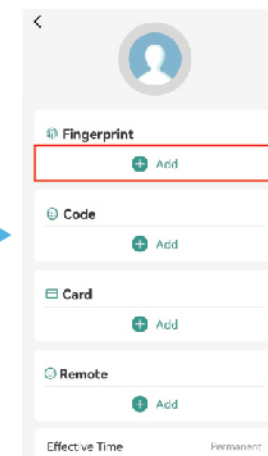 Fingerprint
Add
Code
Add
Card
Add
Remote
Add
Effective Time Permanent